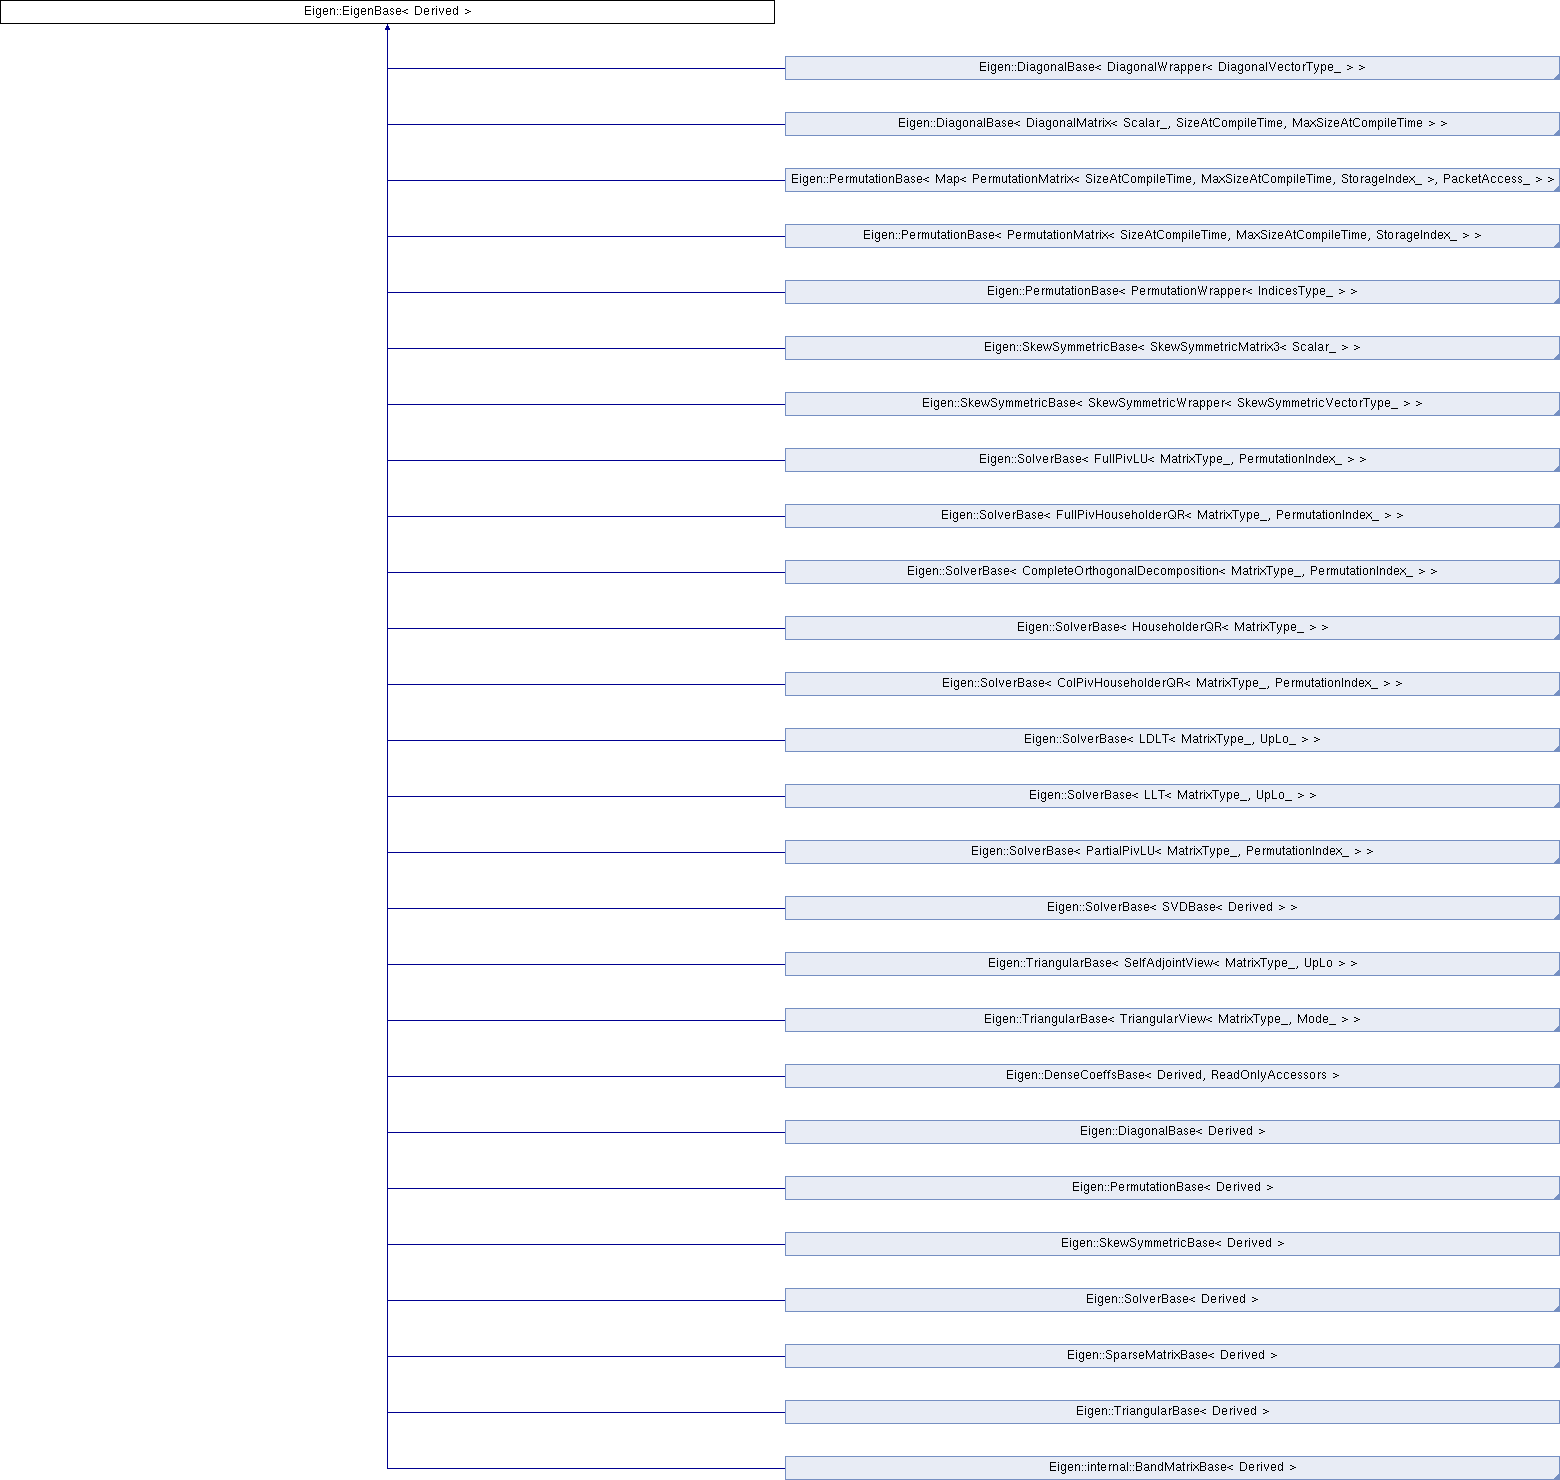 Eigen::EigenBase< Derived >
Eigen::DiagonalBase< DiagonalWrapper< DiagonalVectorType_ > >
Eigen::DiagonalBase< DiagonalMatrix< Scalar_, SizeAtCompileTime, MaxSizeAtCompileTime > >
Eigen::PermutationBase< Map< PermutationMatrix< SizeAtCompileTime, MaxSizeAtCompileTime, StorageIndex_ >, PacketAccess_ > >
Eigen::PermutationBase< PermutationMatrix< SizeAtCompileTime, MaxSizeAtCompileTime, StorageIndex_ > >
Eigen::PermutationBase< PermutationWrapper< IndicesType_ > >
Eigen::SkewSymmetricBase< SkewSymmetricMatrix3< Scalar_ > >
Eigen::SkewSymmetricBase< SkewSymmetricWrapper< SkewSymmetricVectorType_ > >
Eigen::SolverBase< FullPivLU< MatrixType_, PermutationIndex_ > >
Eigen::SolverBase< FullPivHouseholderQR< MatrixType_, PermutationIndex_ > >
Eigen::SolverBase< CompleteOrthogonalDecomposition< MatrixType_, PermutationIndex_ > >
Eigen::SolverBase< HouseholderQR< MatrixType_ > >
Eigen::SolverBase< ColPivHouseholderQR< MatrixType_, PermutationIndex_ > >
Eigen::SolverBase< LDLT< MatrixType_, UpLo_ > >
Eigen::SolverBase< LLT< MatrixType_, UpLo_ > >
Eigen::SolverBase< PartialPivLU< MatrixType_, PermutationIndex_ > >
Eigen::SolverBase< SVDBase< Derived > >
Eigen::TriangularBase< SelfAdjointView< MatrixType_, UpLo > >
Eigen::TriangularBase< TriangularView< MatrixType_, Mode_ > >
Eigen::DenseCoeffsBase< Derived, ReadOnlyAccessors >
Eigen::DiagonalBase< Derived >
Eigen::PermutationBase< Derived >
Eigen::SkewSymmetricBase< Derived >
Eigen::SolverBase< Derived >
Eigen::SparseMatrixBase< Derived >
Eigen::TriangularBase< Derived >
Eigen::internal::BandMatrixBase< Derived >